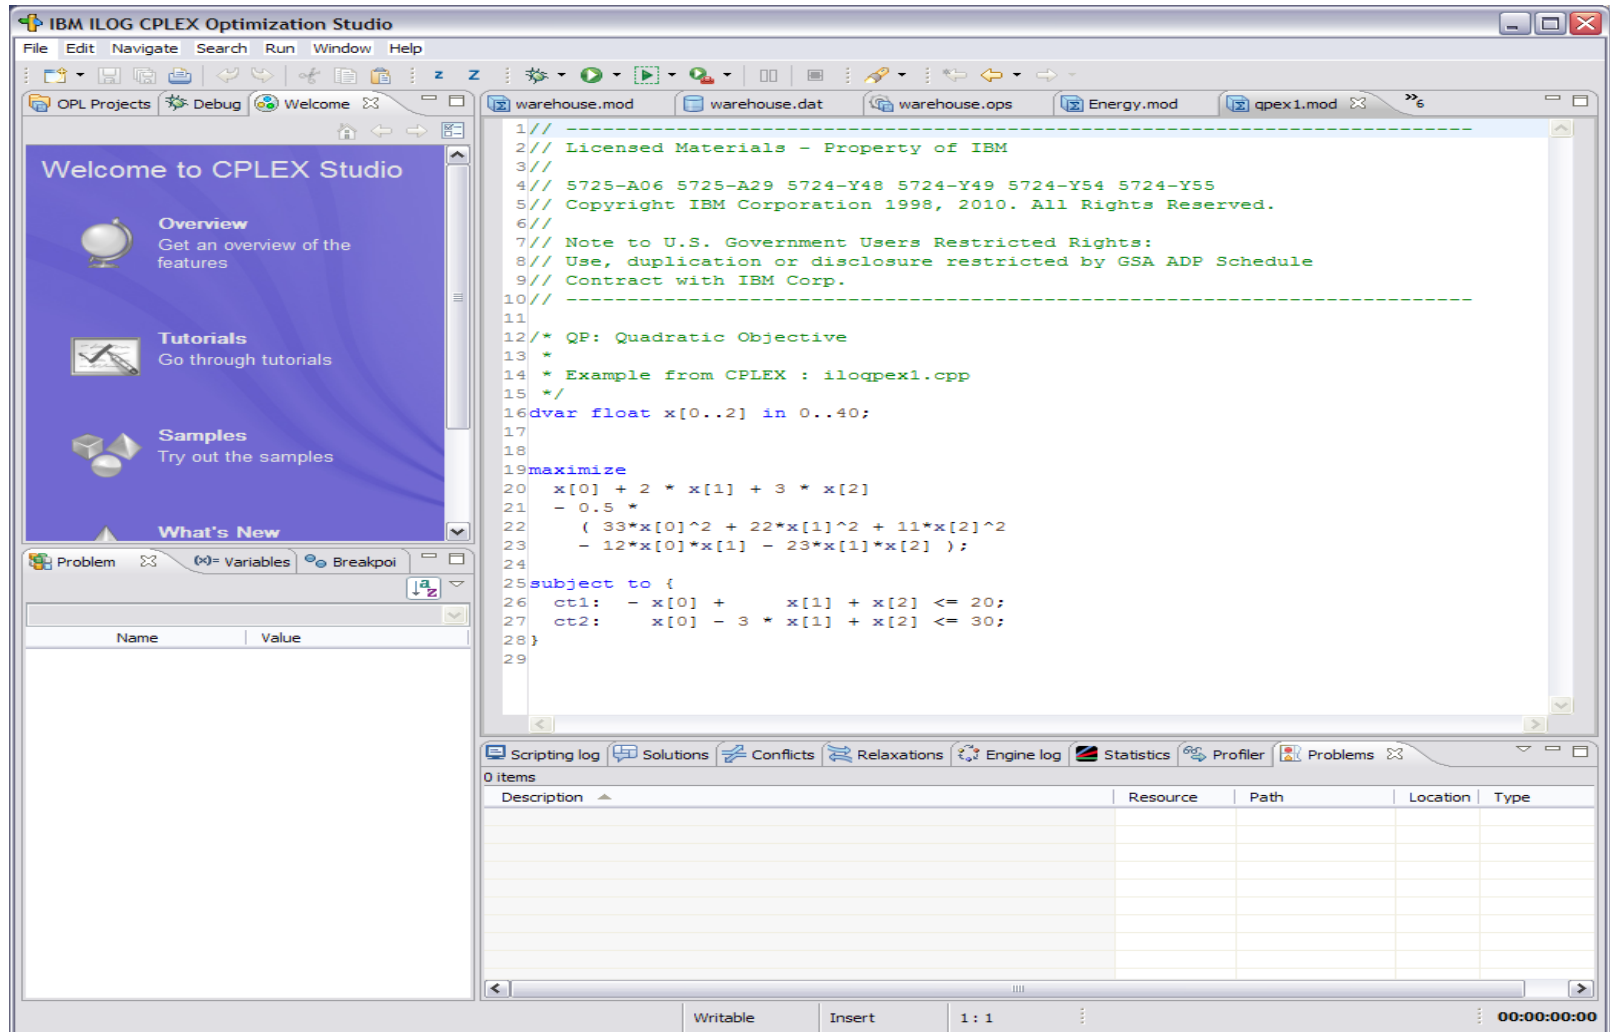 IBM ILOG CPLEX Optimization Studio
File Edit Navigate Search Run Window Help
z Z
OPL Projects Debug Welcome
Welcome to CPLEX Studio
Overview
Get an overview of the
features
Tutorials
Go through tutorials
Samples
Try out the samples
What's New
Problem (x)= Variables Breakpoi
Name Value
warehouse.mod warehouse.dat warehouse.ops Energy.mod qpex1.mod »6
1// --------------------------------------------------------------------------
2// Licensed Materials - Property of IBM
3//
4// 5725-A06 5725-A29 5724-Y48 5724-Y49 5724-Y54 5724-Y55
5// Copyright IBM Corporation 1998, 2010. All Rights Reserved.
6//
7// Note to U.S. Government Users Restricted Rights:
8// Use, duplication or disclosure restricted by GSA ADP Schedule
9// Contract with IBM Corp.
10// --------------------------------------------------------------------------
11
12/* QP: Quadratic Objective
13 *
14 * Example from CPLEX : iloqpex1.cpp
15 */
16dvar float x[0..2] in 0..40;
17
18
19maximize
20 x[0] + 2 * x[1] + 3 * x[2]
21 - 0.5 *
22 ( 33*x[0]^2 + 22*x[1]^2 + 11*x[2]^2
23 - 12*x[0]*x[1] - 23*x[1]*x[2] );
24
25subject to {
26 ct1: - x[0] + x[1] + x[2] <= 20;
27 ct2: x[0] - 3 * x[1] + x[2] <= 30;
28}
29
Scripting log Solutions Conflicts Relaxations Engine log Statistics Profiler Problems
0 items
Description Resource Path Location Type
Writable Insert 1 : 1 00:00:00:00